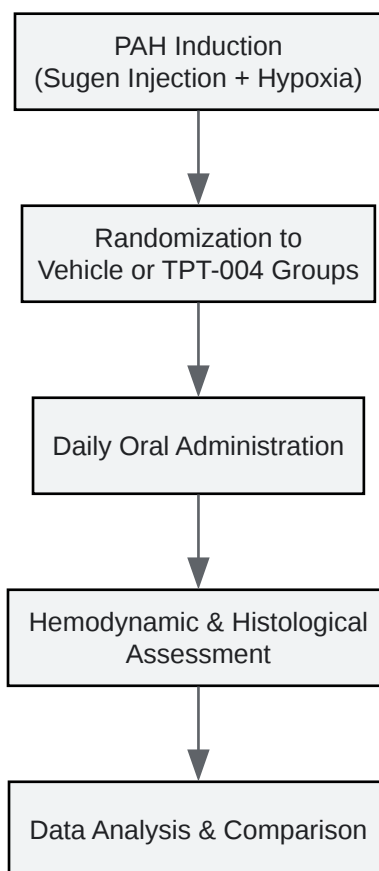 PAH Induction
(Sugen Injection + Hypoxia)
Randomization to
Vehicle or TPT-004 Groups
Daily Oral Administration
Hemodynamic & Histological
Assessment
Data Analysis & Comparison